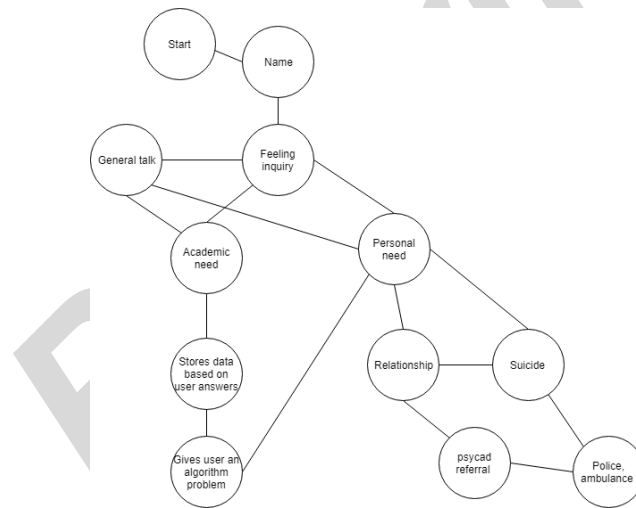 Start
Name
General talk
Feeling
inquiry
Academic
need
Personal
need
Stores data
based on
user answers
Relationship
Suicide
Gives user an
algorithm
problem
psycad
referral
Police,
ambulance